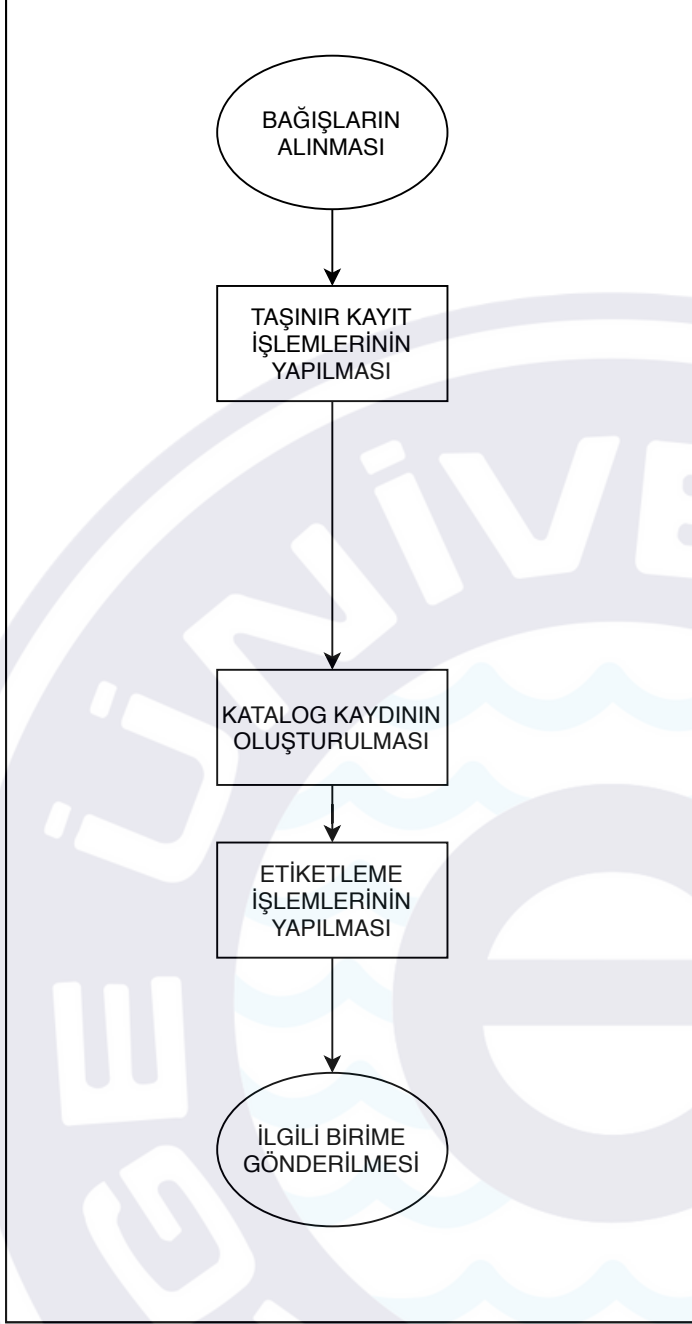 BAĞIŞLARIN
ALINMASI
TAŞINIR KAYIT
İŞLEMLERİNİN
YAPILMASI
KATALOG KAYDININ
OLUŞTURULMASI
ETİKETLEME
İŞLEMLERİNİN
YAPILMASI
İLGİLİ BİRİME
GÖNDERİLMESİ